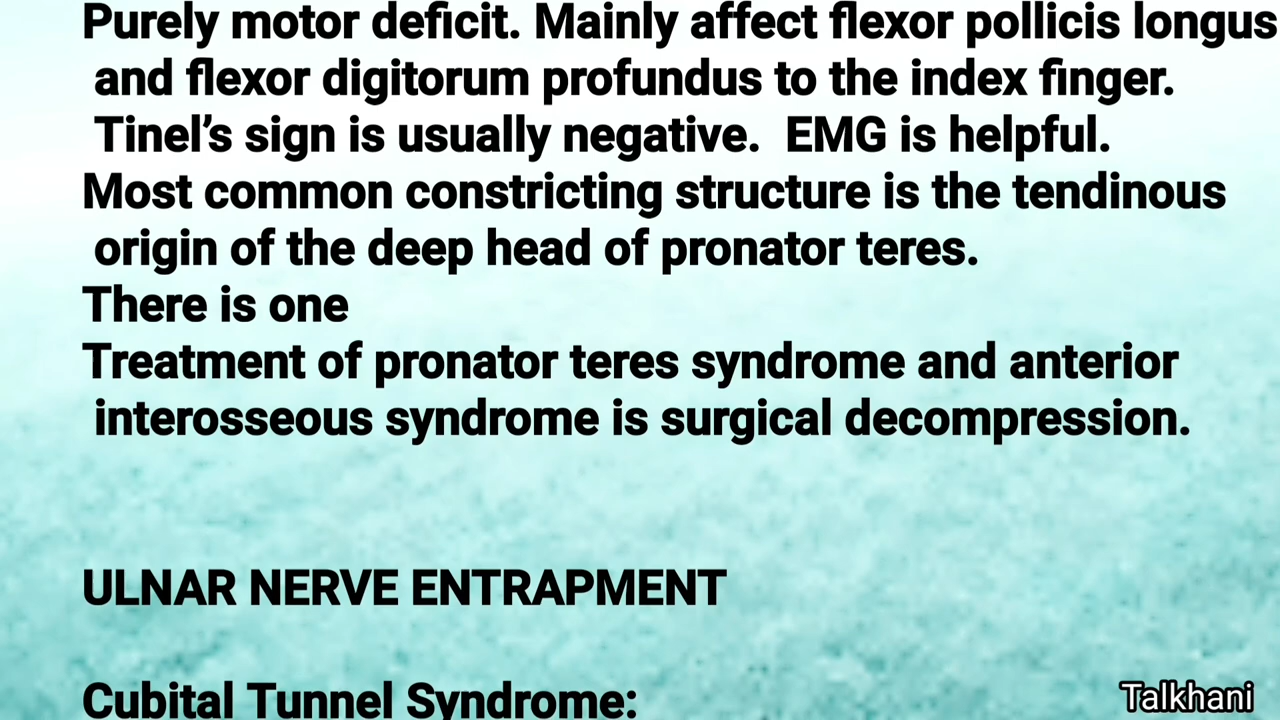 Purely motor deficit. Mainly affect flexor pollicis longus
and flexor digitorum profundus to the index finger.
Tinel’s sign is usually negative.  EMG is helpful.
Most common constricting structure is the tendinous
origin of the deep head of pronator teres.
There is one
Treatment of pronator teres syndrome and anterior
interosseous syndrome is surgical decompression.
ULNAR NERVE ENTRAPMENT
Cubital Tunnel Syndrome:
Talkhani